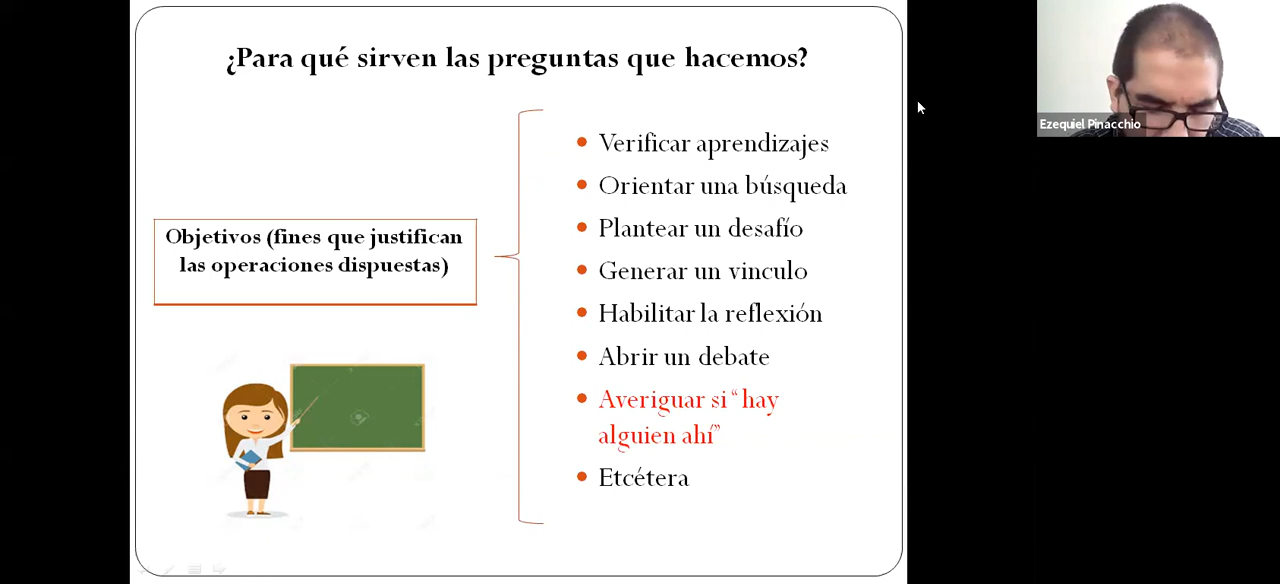 ¿Para qué sirven las preguntas que hacemos?
Objetivos (fines que justifican
las operaciones dispuestas)
Verificar aprendizajes
Orientar una búsqueda
Plantear un desafío
Generar un vinculo
Habilitar la reflexión
Abrir un debate
Averiguar si “hay
alguien ahí”
Etcétera
Ezequiel Pinacchio